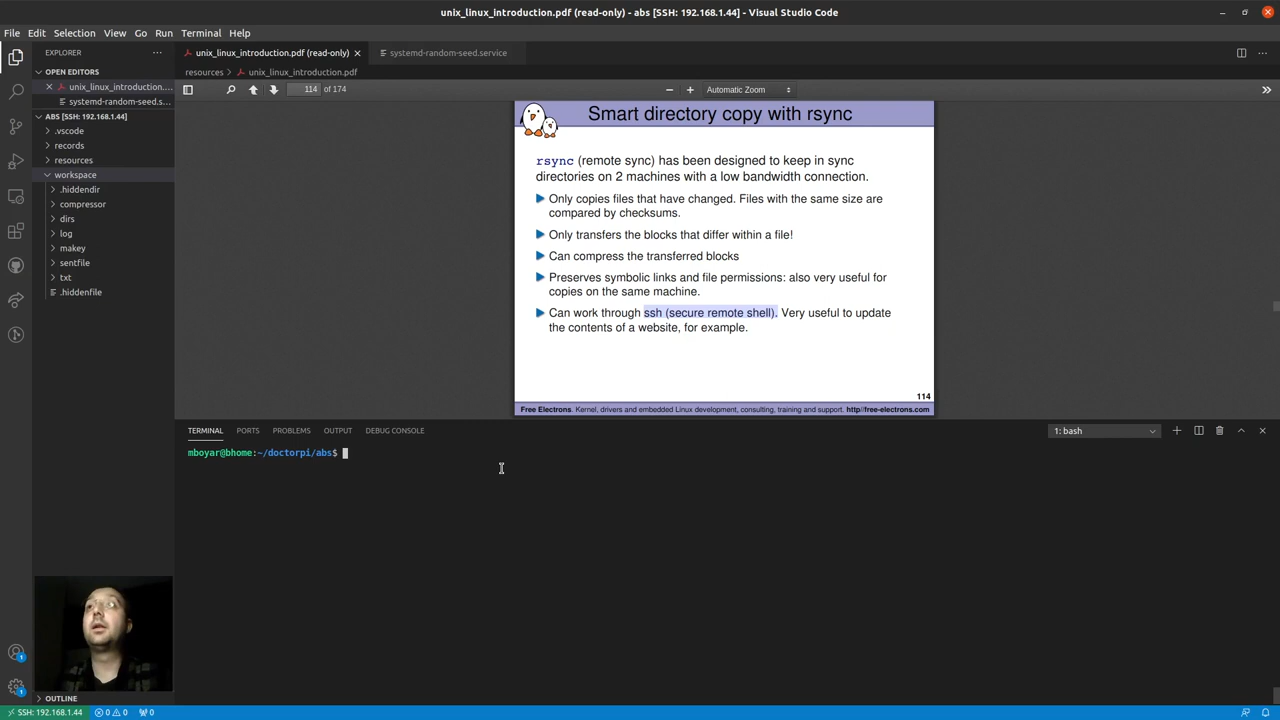 unix_linux_introduction.pdf (read-only) - abs [SSH: 192.168.1.44] - Visual Studio Code
File Edit Selection View Go Run Terminal Help
EXPLORER
unix_linux_introduction.pdf (read-only)
systemd-random-seed.service
OPEN EDITORS
unix_linux_introduction....
systemd-random-seed.s...
ABS [SSH: 192.168.1.44]
.vscode
records
resources
workspace
.hiddendir
compressor
dirs
log
makey
sentfile
txt
.hiddenfile
OUTLINE
resources > unix_linux_introduction.pdf
114 of 174
Automatic Zoom
Smart directory copy with rsync
rsync (remote sync) has been designed to keep in sync
directories on 2 machines with a low bandwidth connection.
Only copies files that have changed. Files with the same size are
compared by checksums.
Only transfers the blocks that differ within a file!
Can compress the transferred blocks
Preserves symbolic links and file permissions: also very useful for
copies on the same machine.
Can work through ssh (secure remote shell). Very useful to update
the contents of a website, for example.
114
Free Electrons. Kernel, drivers and embedded Linux development, consulting, training and support. http//free-electrons.com
TERMINAL PORTS PROBLEMS OUTPUT DEBUG CONSOLE
1: bash
mboyar@bhome:~/doctorpi/abs$
1
1
SSH: 192.168.1.44 0 0 0